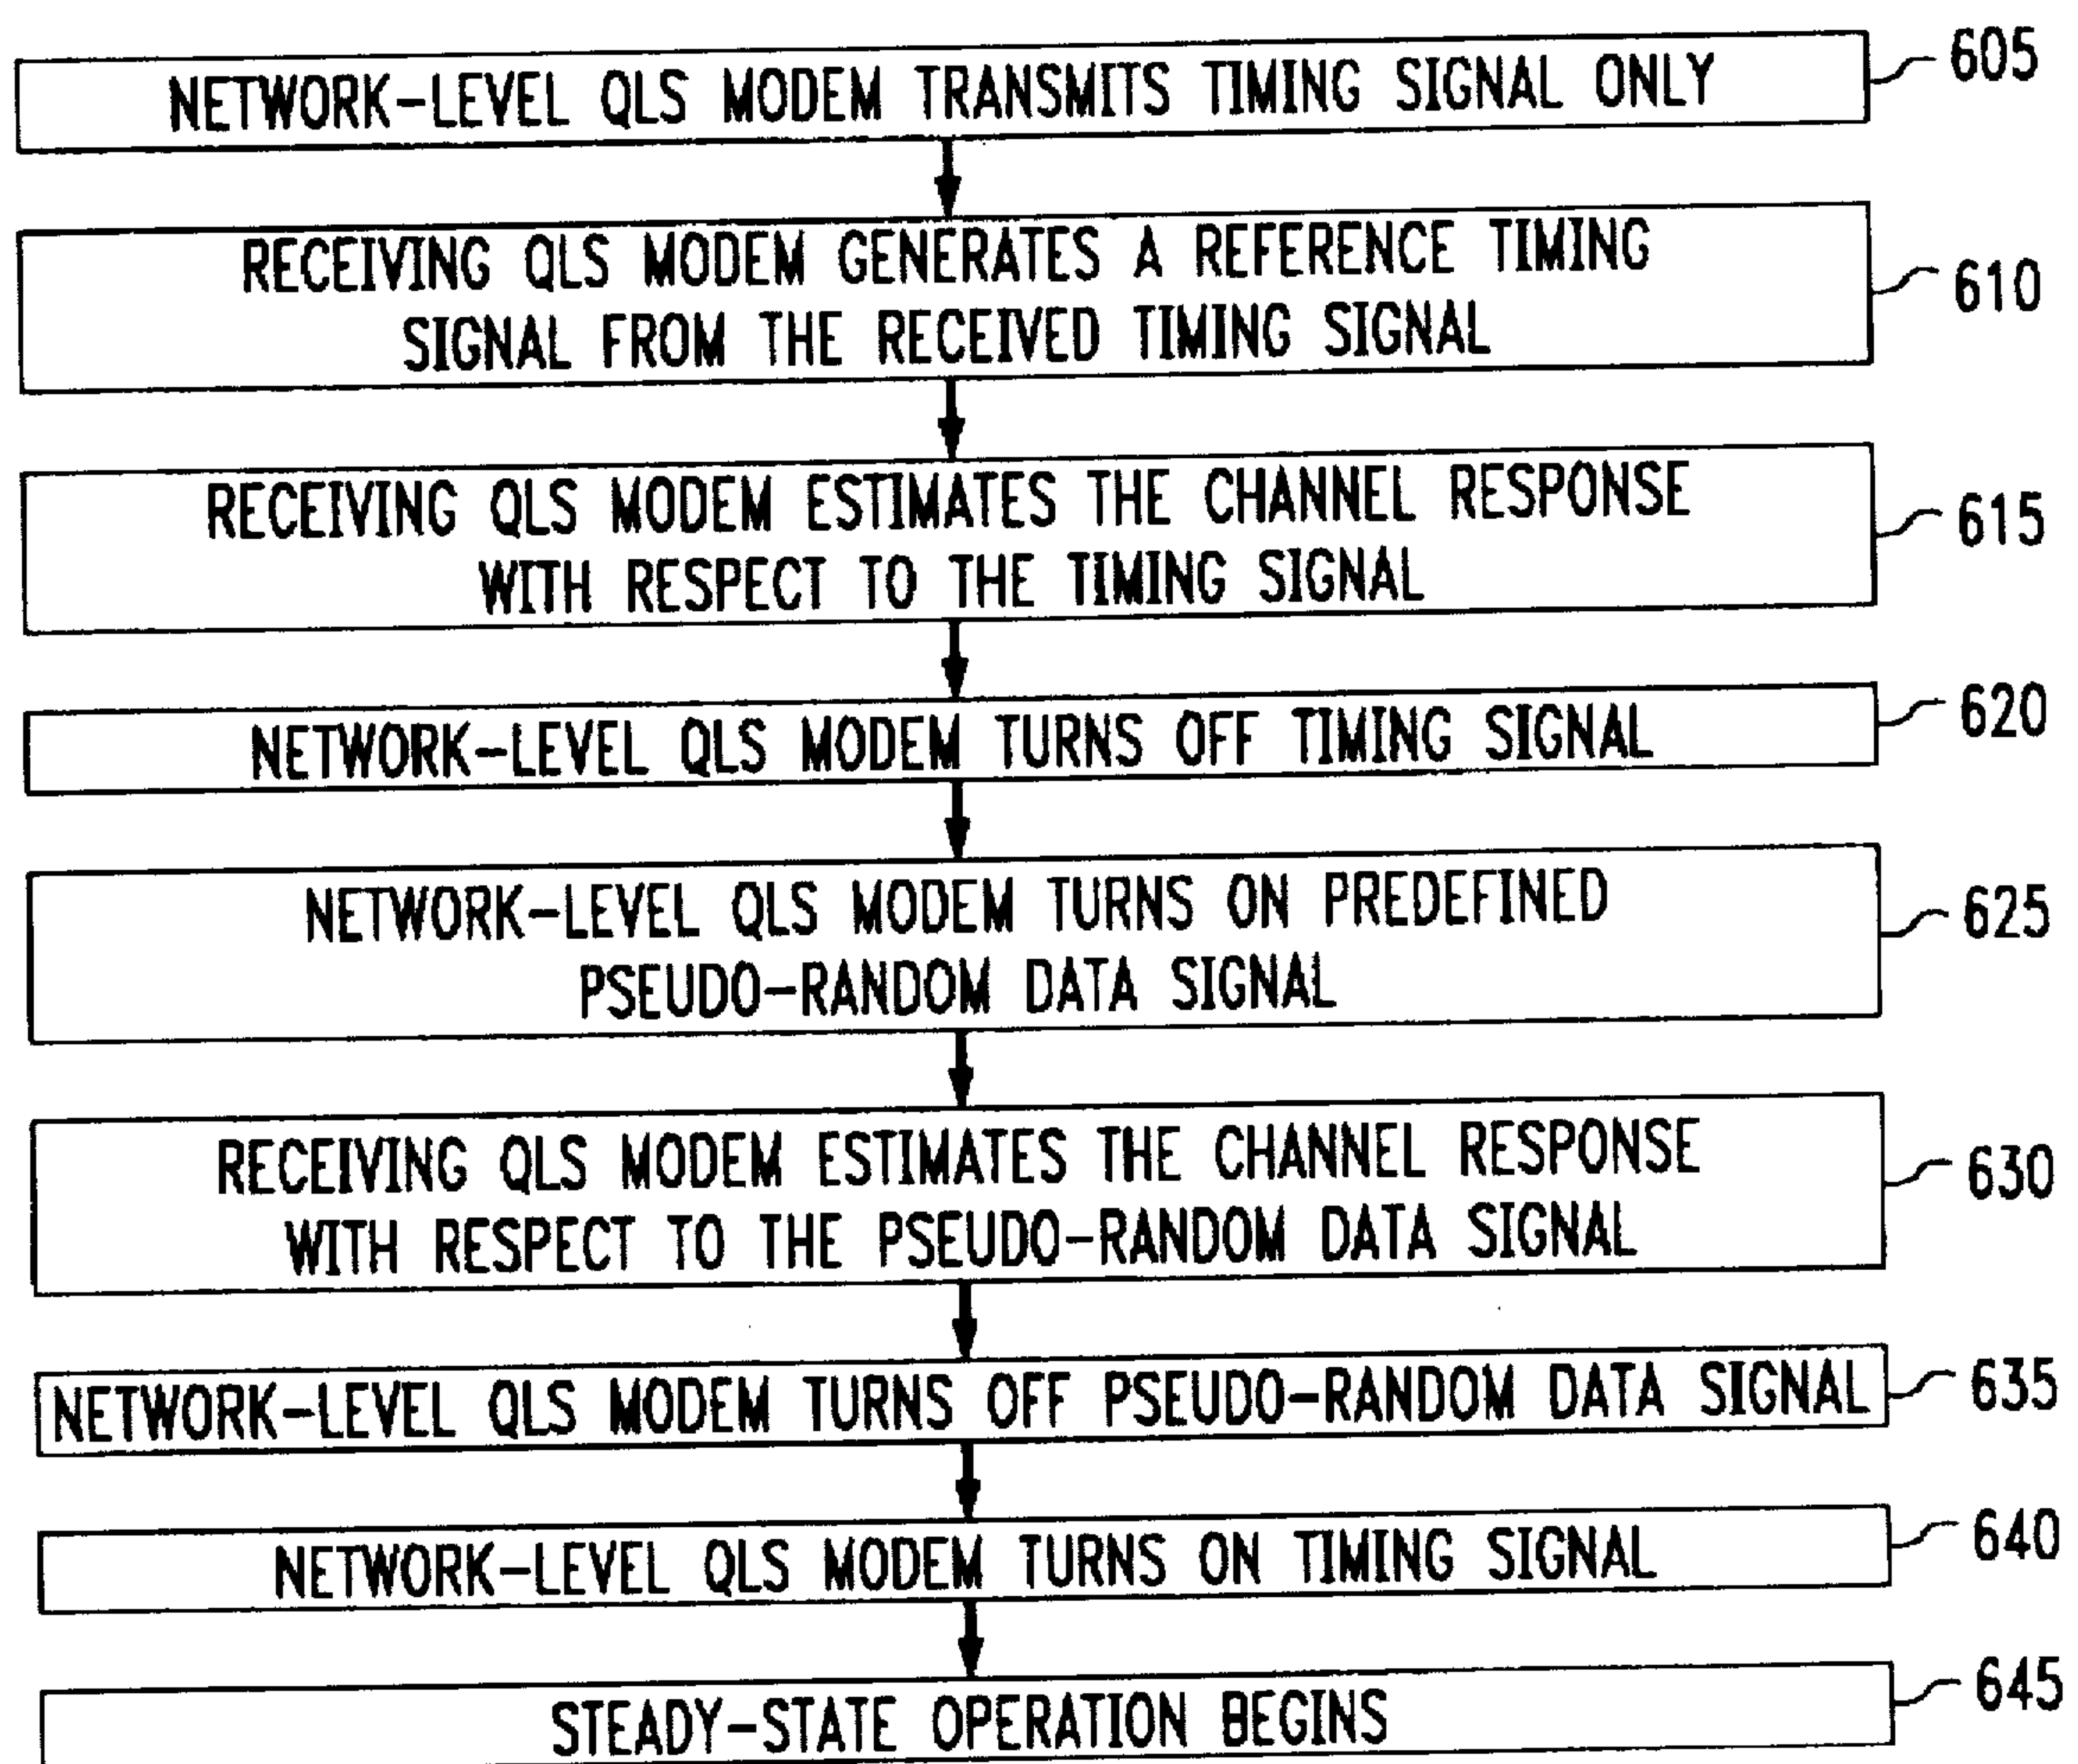 NETWORK-LEVEL QLS MODEM TRANSMITS TIMING SIGNAL ONLY
605
RECEIVING QLS MODEM GENERATES A REFERENCE TIMING
SIGNAL FROM THE RECEIVED TIMING SIGNAL
610
RECEIVING QLS MODEM ESTIMATES THE CHANNEL RESPONSE
WITH RESPECT TO THE TIMING SIGNAL
615
NETWORK-LEVEL QLS MODEM TURNS OFF TIMING SIGNAL
620
NETWORK-LEVEL QLS MODEM TURNS ON PREDEFINED
PSEUDO-RANDOM DATA SIGNAL
625
RECEIVING QLS MODEM ESTIMATES THE CHANNEL RESPONSE
WITH RESPECT TO THE PSEUDO-RANDOM DATA SIGNAL
630
NETWORK-LEVEL QLS MODEM TURNS OFF PSEUDO-RANDOM DATA SIGNAL
635
NETWORK-LEVEL QLS MODEM TURNS ON TIMING SIGNAL
640
STEADY-STATE OPERATION BEGINS
645